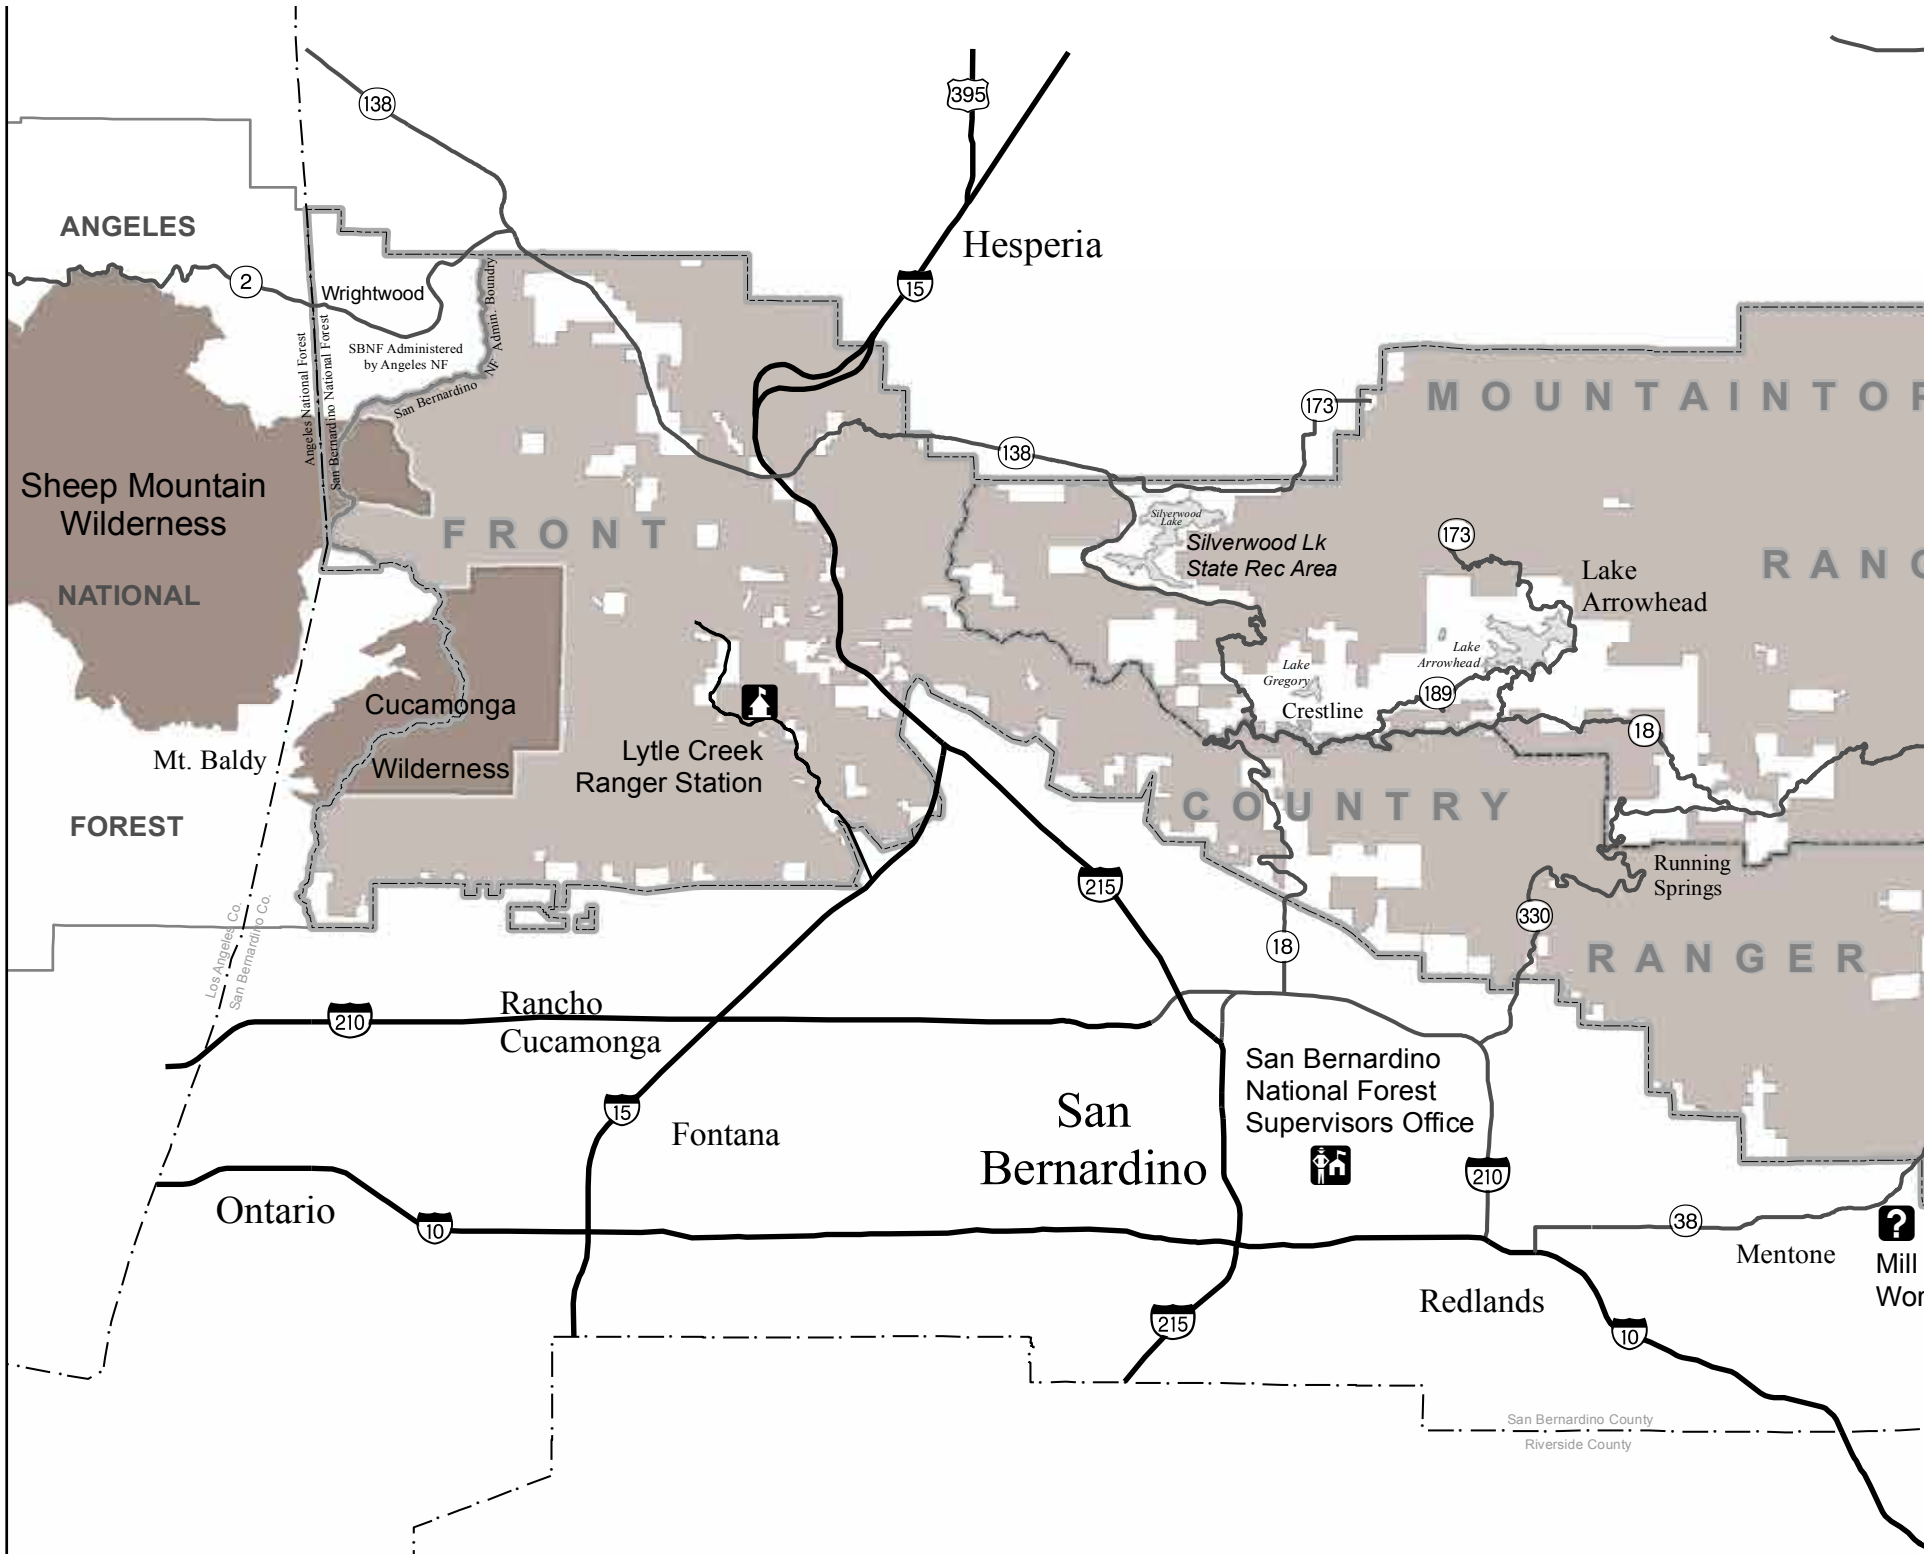 395
138
ANGELES
Hesperia
2
15
Wrightwood
Angeles National Forest
San Bernardino National Forest
SBNF Administered
by Angeles NF
San Bernardino NF Admin. Boundry
173
MOUNTAINTOP
138
Sheep Mountain
Wilderness
FRONT
Silverwood
Lake
Silverwood Lk
State Rec Area
173
Lake
Arrowhead
RANG
NATIONAL
Lake
Arrowhead
Lake
Gregory
189
Crestline
Cucamonga
Wilderness
18
Lytle Creek
Ranger Station
Mt. Baldy
COUNTRY
FOREST
Running
Springs
215
330
18
RANGER
Los Angeles Co.
San Bernardino Co.
210
Rancho
Cucamonga
San Bernardino
National Forest
Supervisors Office
15
Fontana
San
Bernardino
210
Ontario
10
38
?
Mentone
Mill
Wor
Redlands
215
10
San Bernardino County
Riverside County